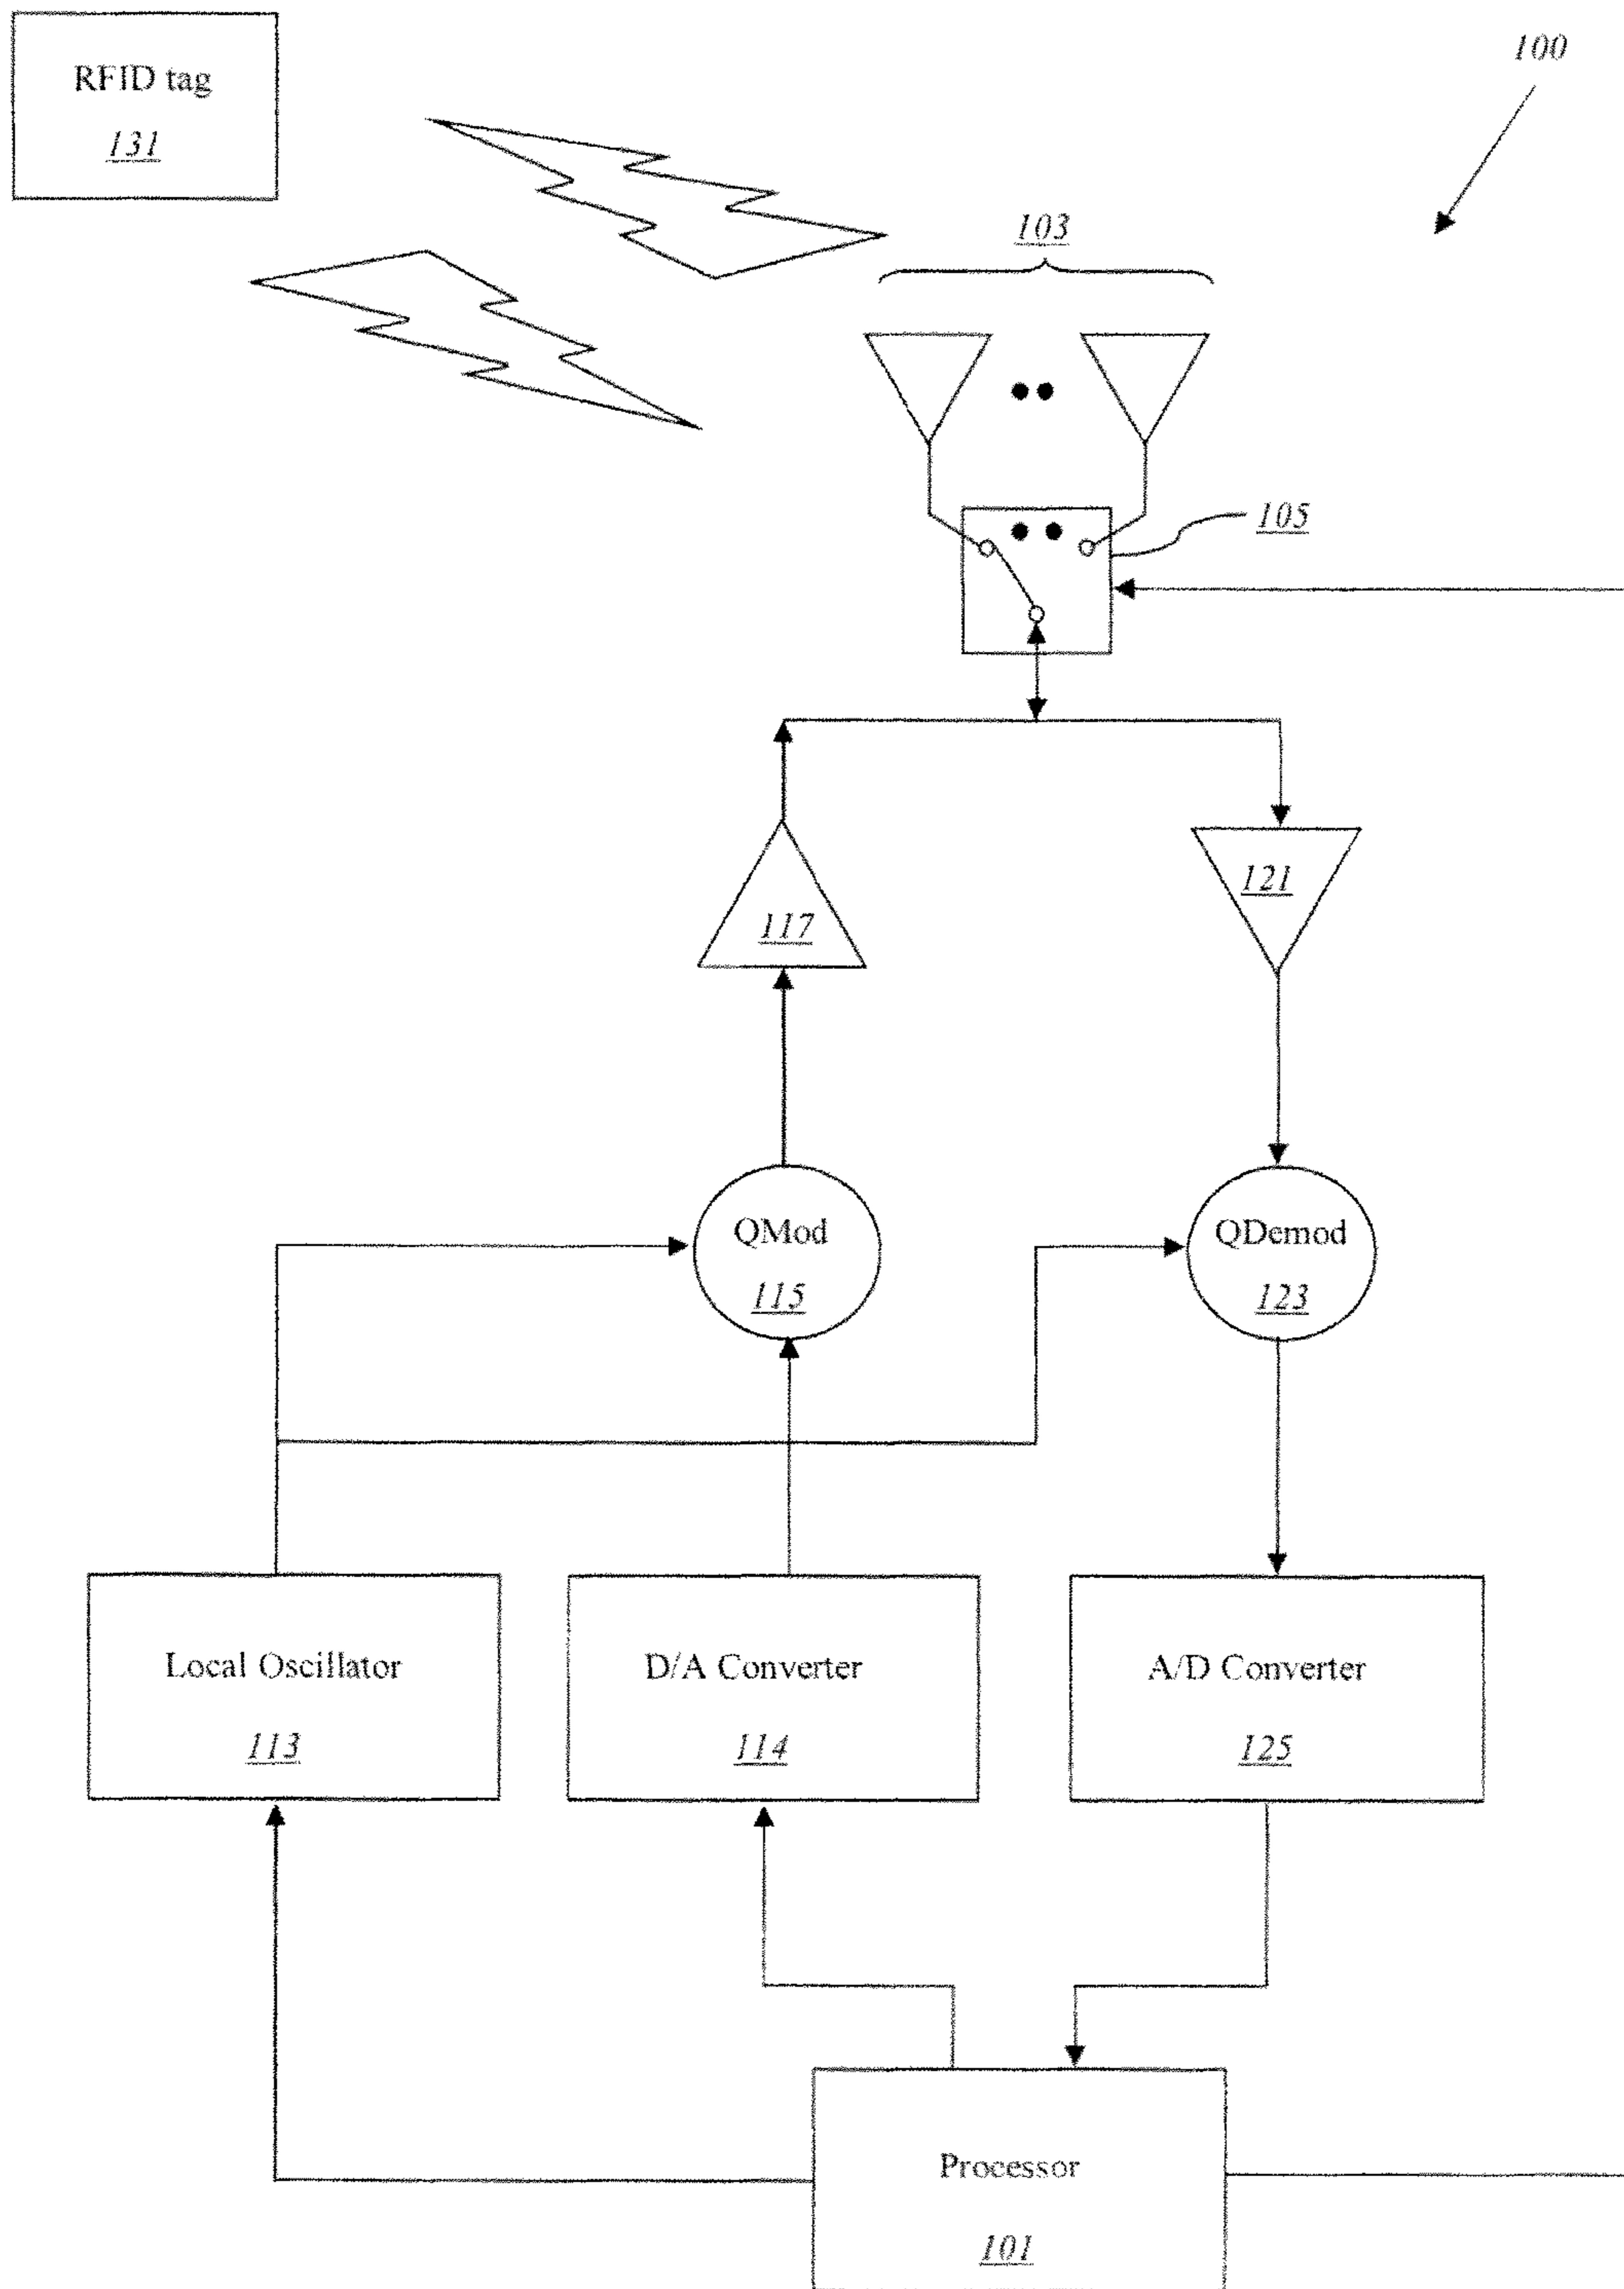 RFID tag
131
100
103
105
121
117
QMod
115
QDemod
123
Local Oscillator
113
D/A Converter
114
A/D Converter
125
Processor
101